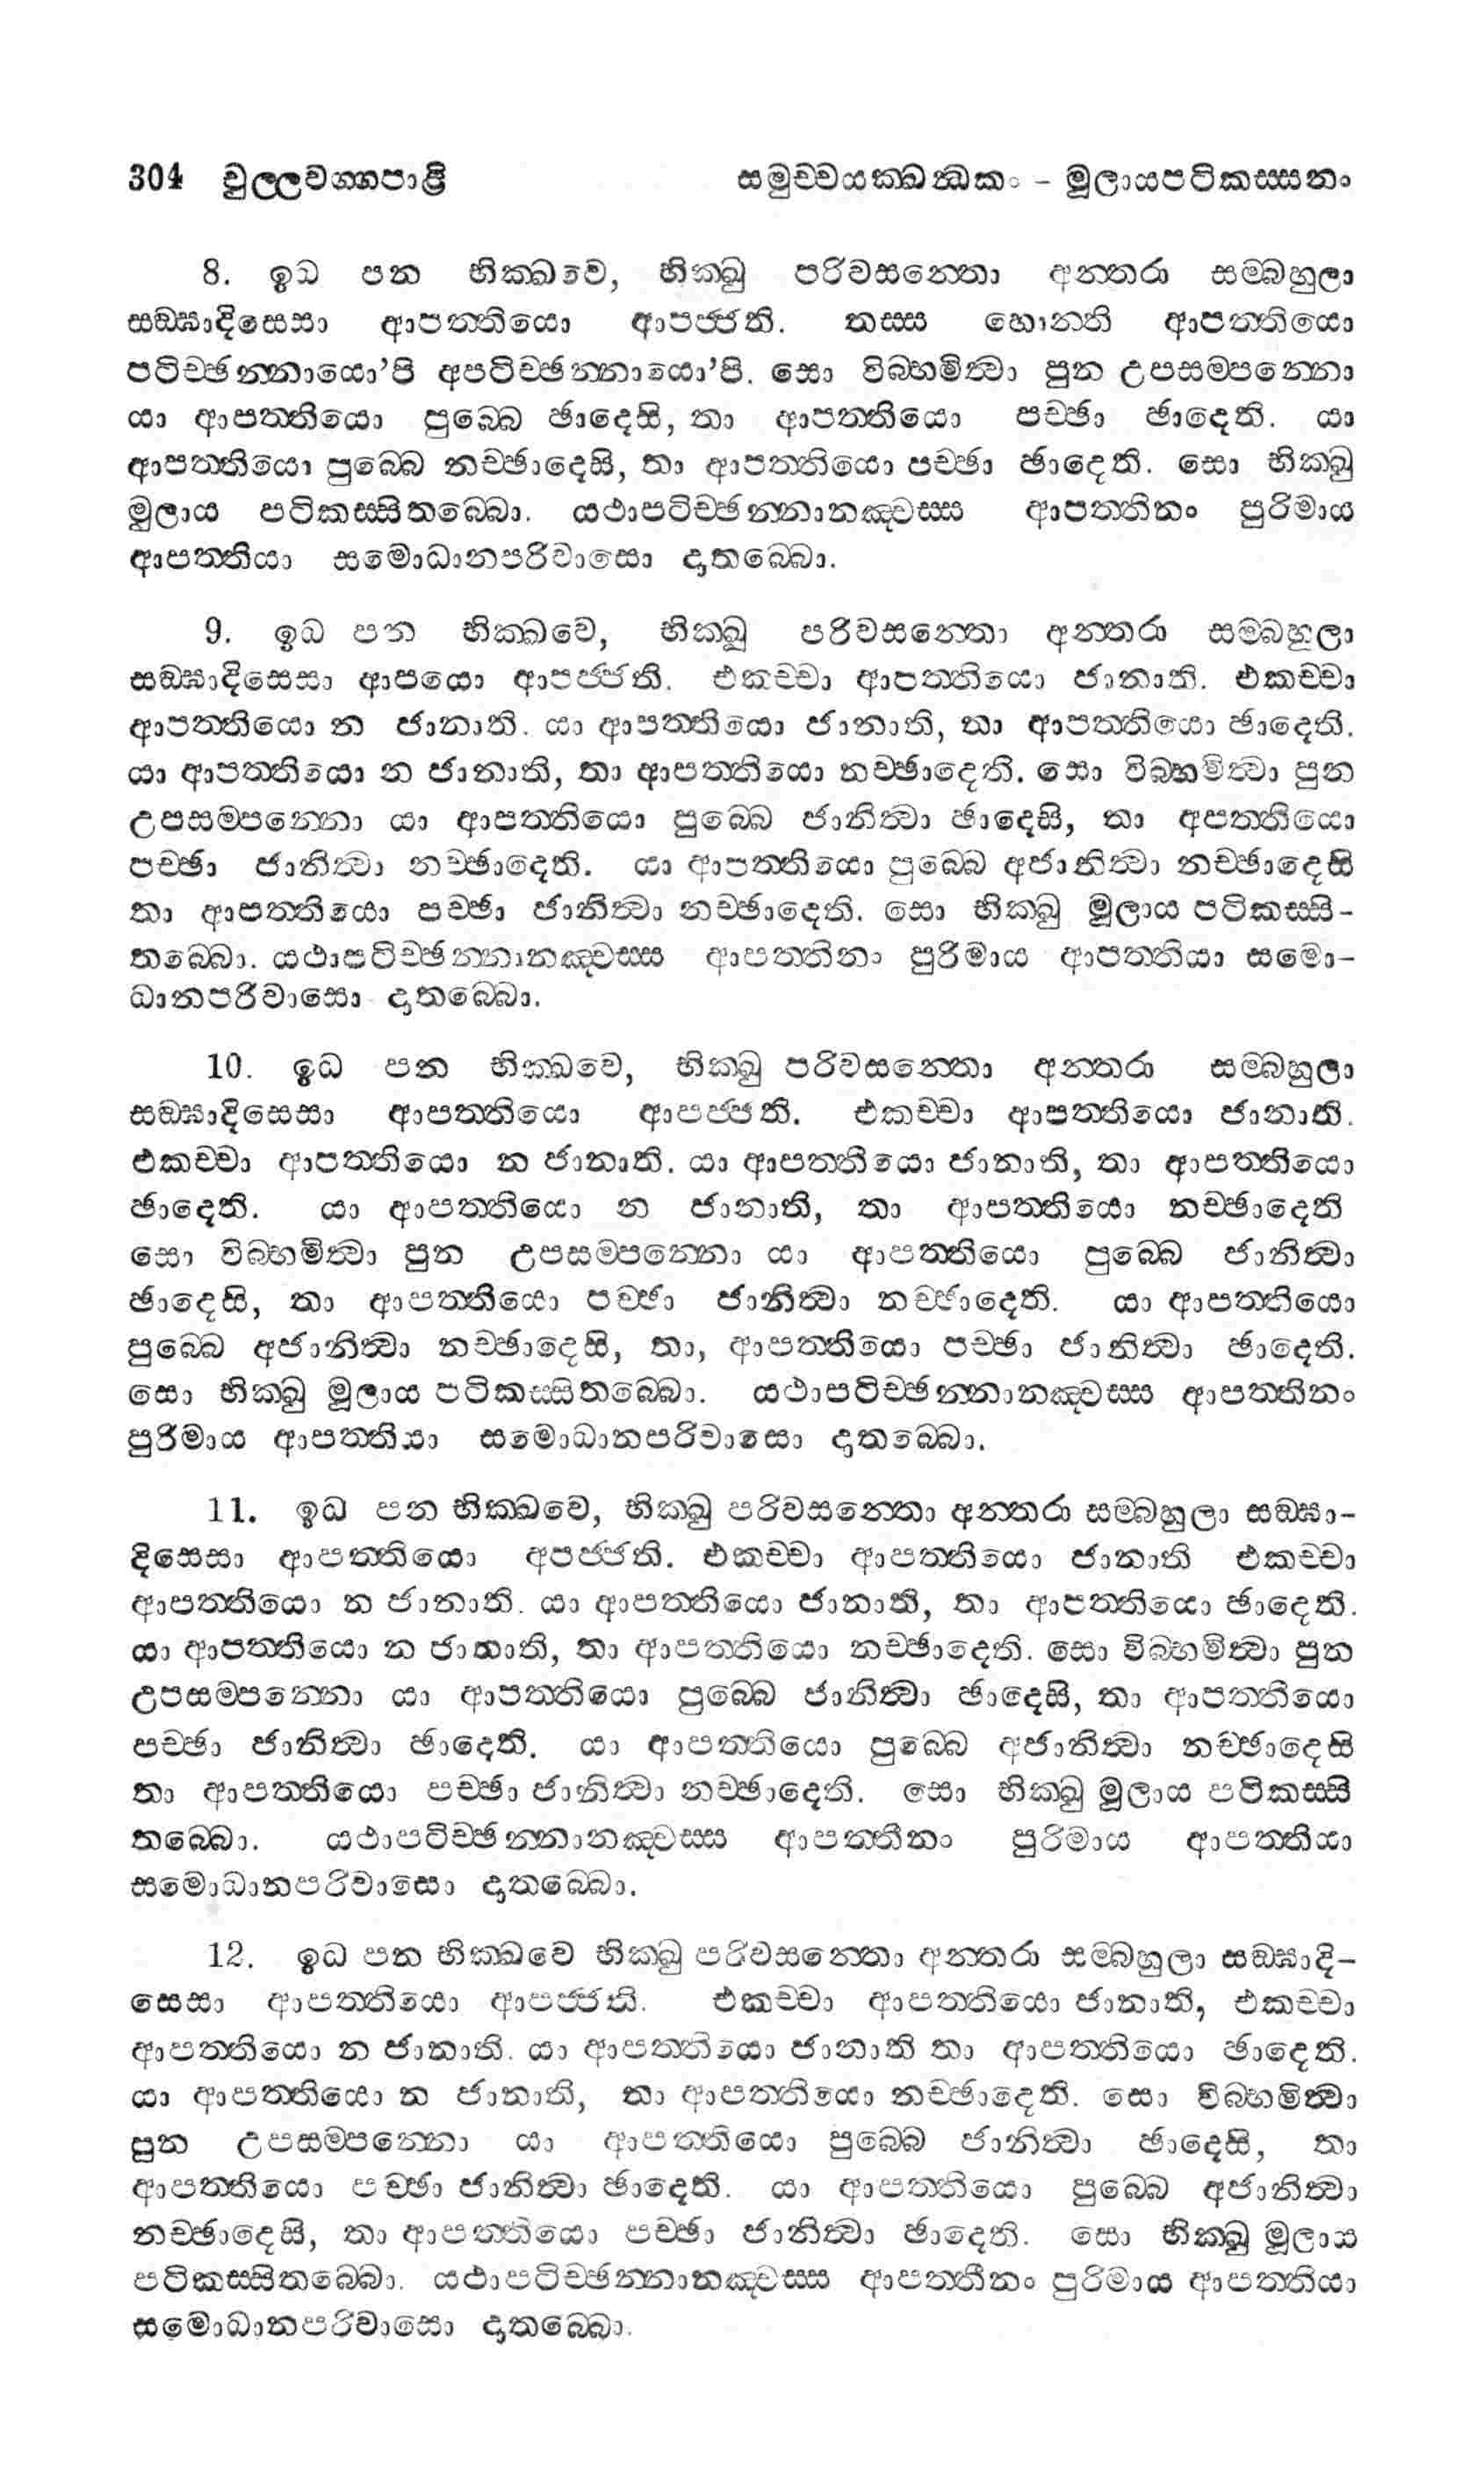 304 චුල්ලවග්ගපාළි සමුච්චයක්ඛන්ධකං - මූලායපටිකස්සනං
8. ඉධ පන භික්ඛවෙ, භික්ඛු පරිවසන්තො අන්තරා සම්බහුලා
සඞ්ඝාදිසෙසා ආපත්තියො ආපජ්ජති. තස්ස හොන්ති ආපත්තියො
පටිච්ඡන්නායො’පි අපටිච්ඡන්නායො’පි. සො විබ්භමිත්වා පුන උපසම්පන්නො
යා ආපත්තියො පුබ්බෙ ඡාදෙසි, තා ආපත්තියො පච්ඡා ඡාදෙති. යා
ආපත්තියො පුබ්බෙ නච්ඡාදෙසි, තා ආපත්තියො පච්ඡා ඡාදෙති. සො භික්ඛු
මූලාය පටිකස්සිතබ්බො. යථාපටිච්ඡන්නානඤ්චස්ස ආපත්තිනං පුරිමාය
ආපත්තියා සමොධානපරිවාසො දාතබ්බො.
9. ඉධ පන භික්ඛවෙ, භික්ඛු පරිවසන්තො අන්තරා සම්බහුලා
සඞ්ඝාදිසෙසා ආපයො ආපජ්ජති. එකච්චා ආපත්තියො ජානාති. එකච්චා
ආපත්තියො න ජානාති. යා ආපත්තියො ජානාති, තා ආපත්තියො ඡාදෙති.
යා ආපත්තියො න ජානාති, තා ආපත්තියො නච්ඡාදෙති. සො විබ්භමිත්වා පුන
උපසම්පන්නො යා ආපත්තියො පුබ්බෙ ජානිත්වා ඡාදෙසි, තා අපත්තියො
පච්ඡා ජානිත්වා නච්ඡාදෙති. යා ආපත්තියො පුබ්බෙ අජානිත්වා නච්ඡාදෙසි
තා ආපත්තියො පච්ඡා ජානිත්වා නච්ඡාදෙති. සො භික්ඛු මූලාය පටිකස්සි-
තබ්බො. යථාපටිච්ඡන්නානඤ්චස්ස ආපත්තිනං පුරිමාය ආපත්තියා සමො-
ධානපරිවාසො දාතබ්බො.
10. ඉධ පන භික්ඛවෙ, භික්ඛු පරිවසන්තො අන්තරා සම්බහුලා
සඞ්ඝාදිසෙසා ආපත්තියො ආපජ්ජති. එකච්චා ආපත්තියො ජානාති.
එකච්චා ආපත්තියො න ජානාති. යා ආපත්තියො ජානාති, තා ආපත්තියො
ඡාදෙති. යා ආපත්තියො න ජානාති, තා ආපත්තියො නච්ඡාදෙති
සො විබ්භමිත්වා පුන උපසම්පන්නො යා ආපත්තියො පුබ්බෙ ජානිත්වා
ඡාදෙසි, තා ආපත්තියො පච්ඡා ජානිත්වා නච්ඡාදෙති. යා ආපත්තියො
පුබ්බෙ අජානිත්වා නච්ඡාදෙසි, තා, ආපත්තියො පච්ඡා ජානිත්වා ඡාදෙති.
සො භික්ඛු මූලාය පටිකස්සිතබ්බො. යථාපටිච්ඡන්නානඤ්චස්ස ආපත්තිනං
පුරිමාය ආපත්තියා සමොධානපරිවාසො දාතබ්බො.
11. ඉධ පන භික්ඛවෙ, භික්ඛු පරිවසන්තො අන්තරා සම්බහුලා සඞ්ඝා-
දිසෙසා ආපත්තියො අපජ්ජති. එකච්චා ආපත්තියො ජානාති එකච්චා
ආපත්තියො න ජානාති. යා ආපත්තියො ජානාති, තා ආපත්තියො ඡාදෙති.
යා ආපත්තියො න ජානාති, තා ආපත්තියො නච්ඡාදෙති. සො විබ්භමිත්වා පුන
උපසම්පන්නො යා ආපත්තියො පුබ්බෙ ජානිත්වා ඡාදෙසි, තා ආපත්තියො
පච්ඡා ජානිත්වා ඡාදෙති. යා ආපත්තියො පුබ්බෙ අජානිත්වා නච්ඡාදෙසි
තා ආපත්තියො පච්ඡා ජානිත්වා නච්ඡාදෙති. සො භික්ඛු මූලාය පටිකස්සි
තබ්බො. යථාපටිච්ඡන්නානඤ්චස්ස ආපත්තීනං පුරිමාය ආපත්තියා
සමොධානපරිවාසො දාතබ්බො.
12. ඉධ පන භික්ඛවෙ භික්ඛු පරිවසන්තො අන්තරා සම්බහුලා සඞ්ඝාදි-
සෙසා ආපත්තියො ආපජ්ජති. එකච්චා ආපත්තියො ජානාති, එකච්චා
ආපත්තියො න ජානාති. යා ආපත්තියො ජානාති තා ආපත්තියො ඡාදෙති.
යා ආපත්තියො න ජානාති, තා ආපත්තියො නච්ඡාදෙති. සො විබ්භමිත්වා
පුන උපසම්පන්නො යා ආපත්තියො පුබ්බෙ ජානිත්වා ඡාදෙසි, තා
ආපත්තියො පච්ඡා ජානිත්වා ඡාදෙති. යා ආපත්තියො පුබ්බෙ අජානිත්වා
නච්ඡාදෙසි, තා ආපත්තියො පච්ඡා ජානිත්වා ඡාදෙති. සො භික්ඛු මූලාය
පටිකස්සිතබ්බො. යථාපටිච්ඡන්නානඤ්චස්ස ආපත්තීනං පුරිමාය ආපත්තියා
සමොධානපරිවාසො දාතබ්බො.